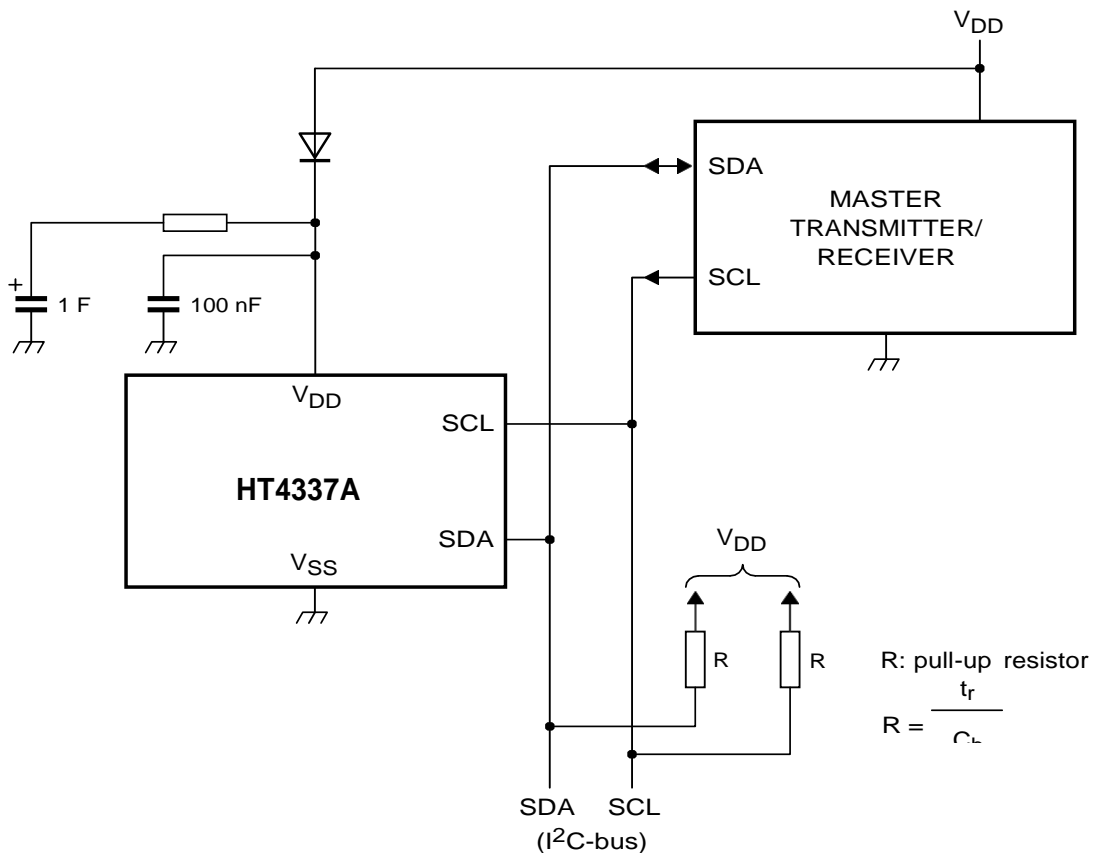 VDD
SDA
MASTER
TRANSMITTER/
RECEIVER
SCL
+
1 F
100 nF
VDD
SCL
HT4337A
SDA
VSS
VDD
R
R
R: pull-up resistor
R = tr
SDA SCL
(I²C-bus)